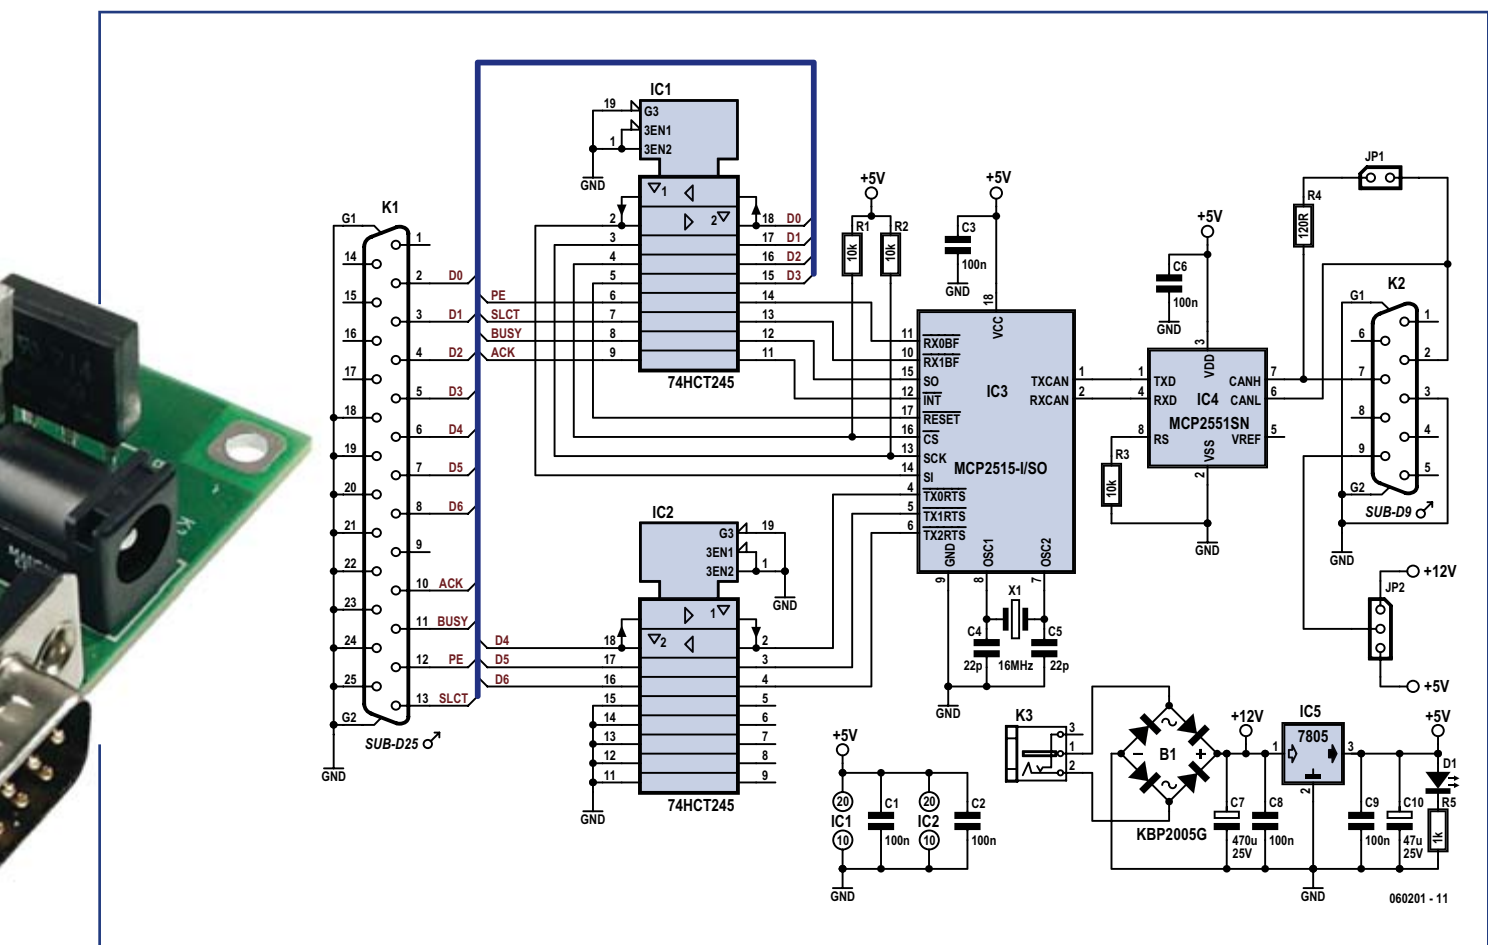 IC1
19
G3
3EN1
1
3EN2
GND
1
2
2
3
4
5
6
7
8
9
18
17
16
15
14
13
12
11
D0
D1
D2
D3
74HCT245
K1
G1
1
14
2
15
3
16
4
17
5
18
6
19
7
20
8
21
9
22
10
23
11
24
12
25
13
G2
SUB-D25
GND
D0
D1
D2
D3
D4
D5
D6
ACK
BUSY
PE
SLCT
PE
SLCT
BUSY
ACK
D4
D5
D6
IC2
G3
19
3EN1
3EN2
1
GND
1
2
18
17
16
15
14
13
12
11
2
3
4
5
6
7
8
9
GND
74HCT245
+5V
R1
10k
R2
10k
+5V
C3
100n
GND
18
VCC
11
RX0BF
10
RX1BF
15
SO
12
INT
17
RESET
16
CS
13
SCK
14
SI
4
TX0RTS
5
TX1RTS
6
TX2RTS
IC3
MCP2515-I/SO
TXCAN
1
RXCAN
2
GND
OSC1
OSC2
9
8
7
X1
C4
22p
16MHz
C5
22p
GND
+5V
C6
100n
GND
3
VDD
1
TXD
4
RXD
CANH
7
CANL
6
IC4
MCP2551SN
8
RS
VREF
5
VSS
2
R3
10k
GND
JP1
R4
120R
K2
G1
1
6
2
7
3
8
4
9
5
G2
SUB-D9
GND
+12V
JP2
+5V
+5V
20
IC1
10
C1
100n
20
IC2
10
C2
100n
GND
K3
3
1
2
B1
KBP2005G
+12V
C7
470u
25V
C8
100n
IC5
1
7805
3
2
GND
C9
100n
C10
47u
25V
+5V
D1
R5
1k
060201 - 11